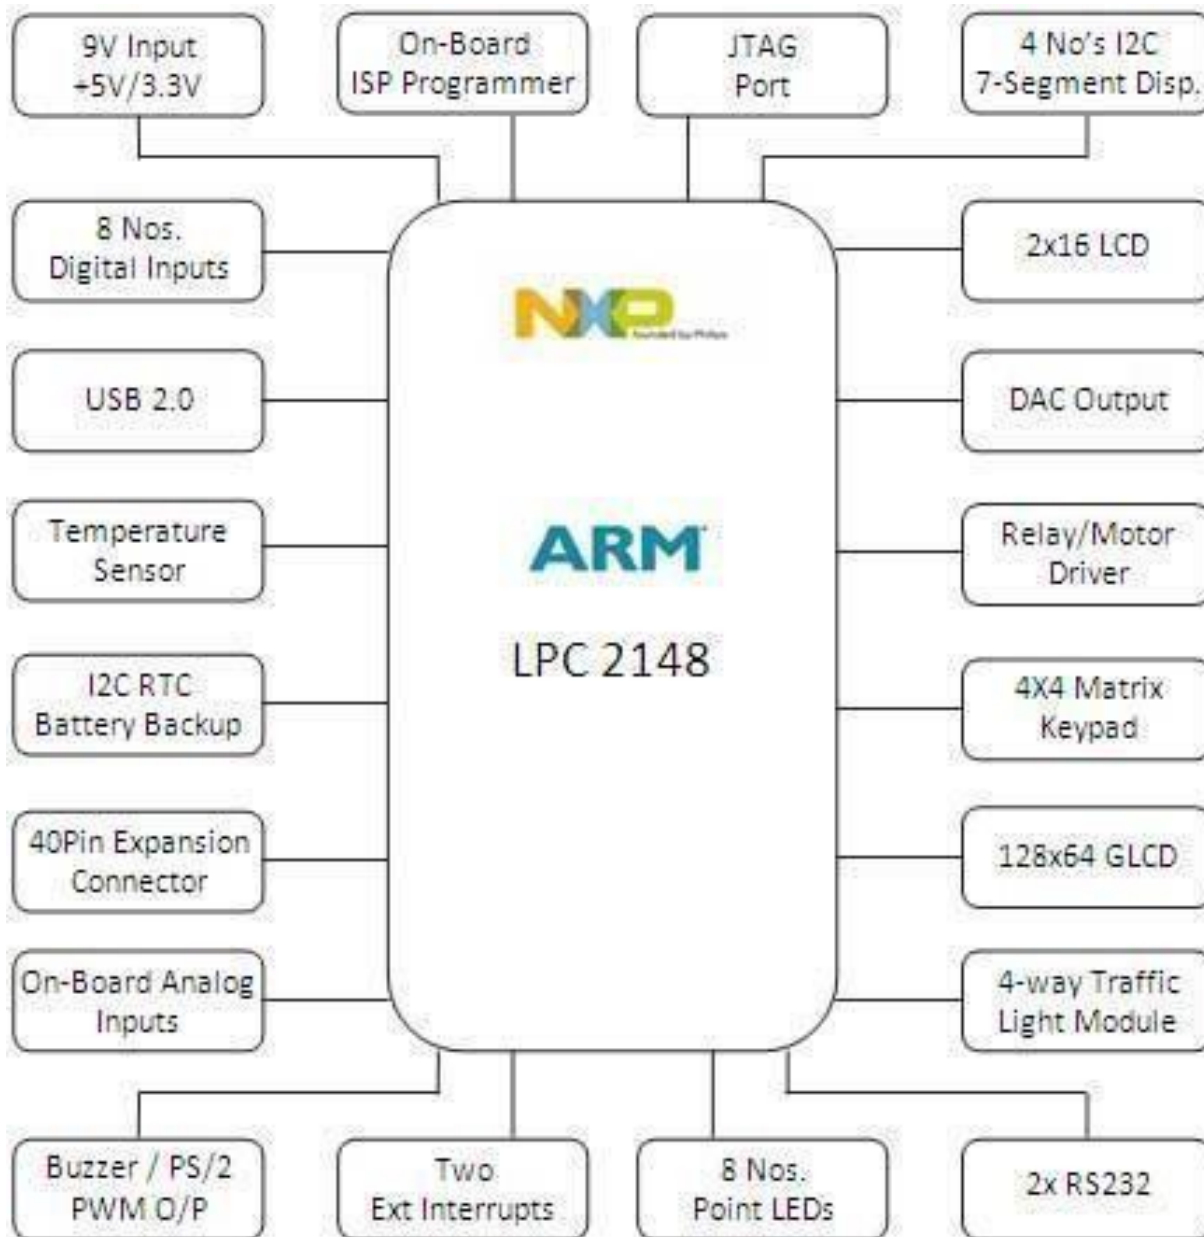 9V Input
+5V/3.3V
On-Board
ISP Programmer
JTAG
Port
4 No's I2C
7-Segment Disp.
8 Nos.
Digital Inputs
NXP
founded by Philips
2x16 LCD
USB 2.0
DAC Output
Temperature
Sensor
ARM
Relay/Motor
Driver
LPC 2148
I2C RTC
Battery Backup
4X4 Matrix
Keypad
40Pin Expansion
Connector
128x64 GLCD
On-Board Analog
Inputs
4-way Traffic
Light Module
Buzzer / PS/2
PWM O/P
Two
Ext Interrupts
8 Nos.
Point LEDs
2x RS232